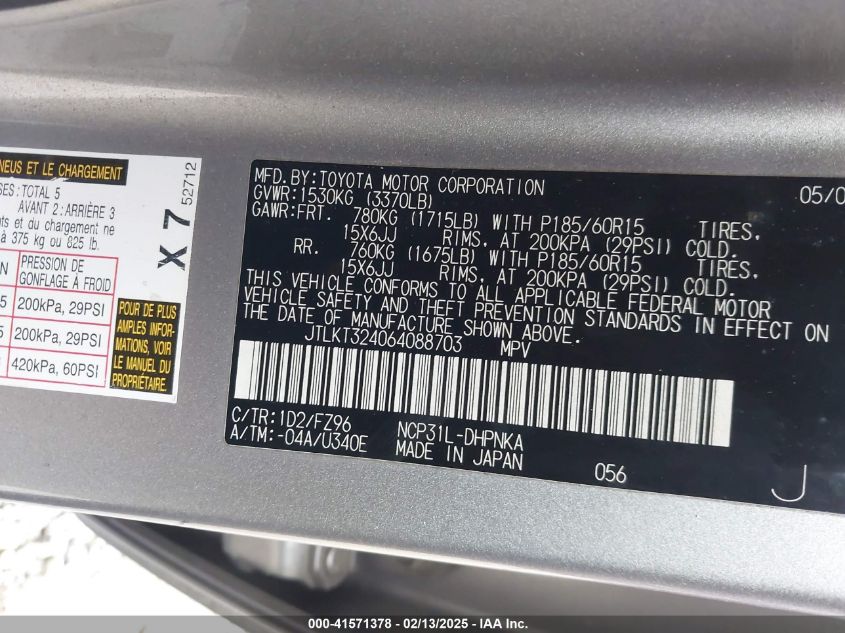 NEUS ET LE CHARGEMENT
SES: TOTAL 5
AVANT 2: ARRIÈRE 3
nts et du chargement ne
à 375 kg ou 825 lb.
PRESSION DE
GONFLAGE À FROID
200kPa, 29PSI
200kPa, 29PSI
420kPa, 60PSI
X 7
52712
POUR DE PLUS
AMPLES INFOR-
MATIONS, VOIR
LE MANUEL DU
PROPRIÉTAIRE.
MFD.BY:TOYOTA MOTOR CORPORATION 05/0
GVWR:1530KG (3370LB)
GAWR:FRT. 780KG (1715LB) WITH P185/60R15 TIRES.
15X6JJ RIMS, AT 200KPA (29PSI) COLD.
RR. 760KG (1675LB) WITH P185/60R15 TIRES.
15X6JJ RIMS, AT 200KPA (29PSI) COLD.
THIS VEHICLE CONFORMS TO ALL APPLICABLE FEDERAL MOTOR
VEHICLE SAFETY AND THEFT PREVENTION STANDARDS IN EFFECT ON
THE DATE OF MANUFACTURE SHOWN ABOVE.
JTLKT324064088703 MPV
C/TR:1D2/FZ96 NCP31L-DHPNKA
A/TM:-04A/U340E MADE IN JAPAN 056
J
000-41571378 - 02/13/2025 - IAA, Inc.